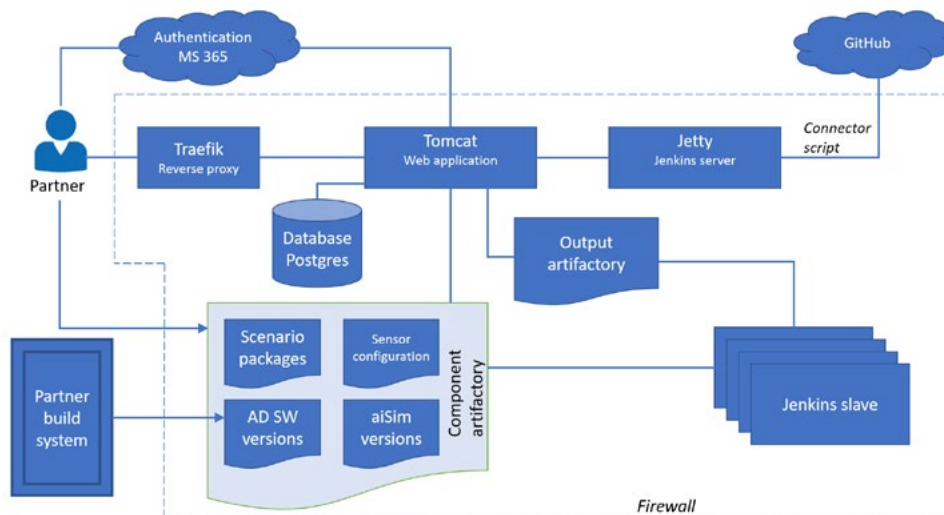 Authentication
MS 365
GitHub
Partner
Traefik
Reverse proxy
Tomcat
Web application
Jetty
Jenkins server
Connector
script
Database
Postgres
Output
artifactory
Scenario
packages
Sensor
configuration
AD SW
versions
aiSim
versions
Component
artifactory
Partner
build
system
Jenkins slave
Firewall